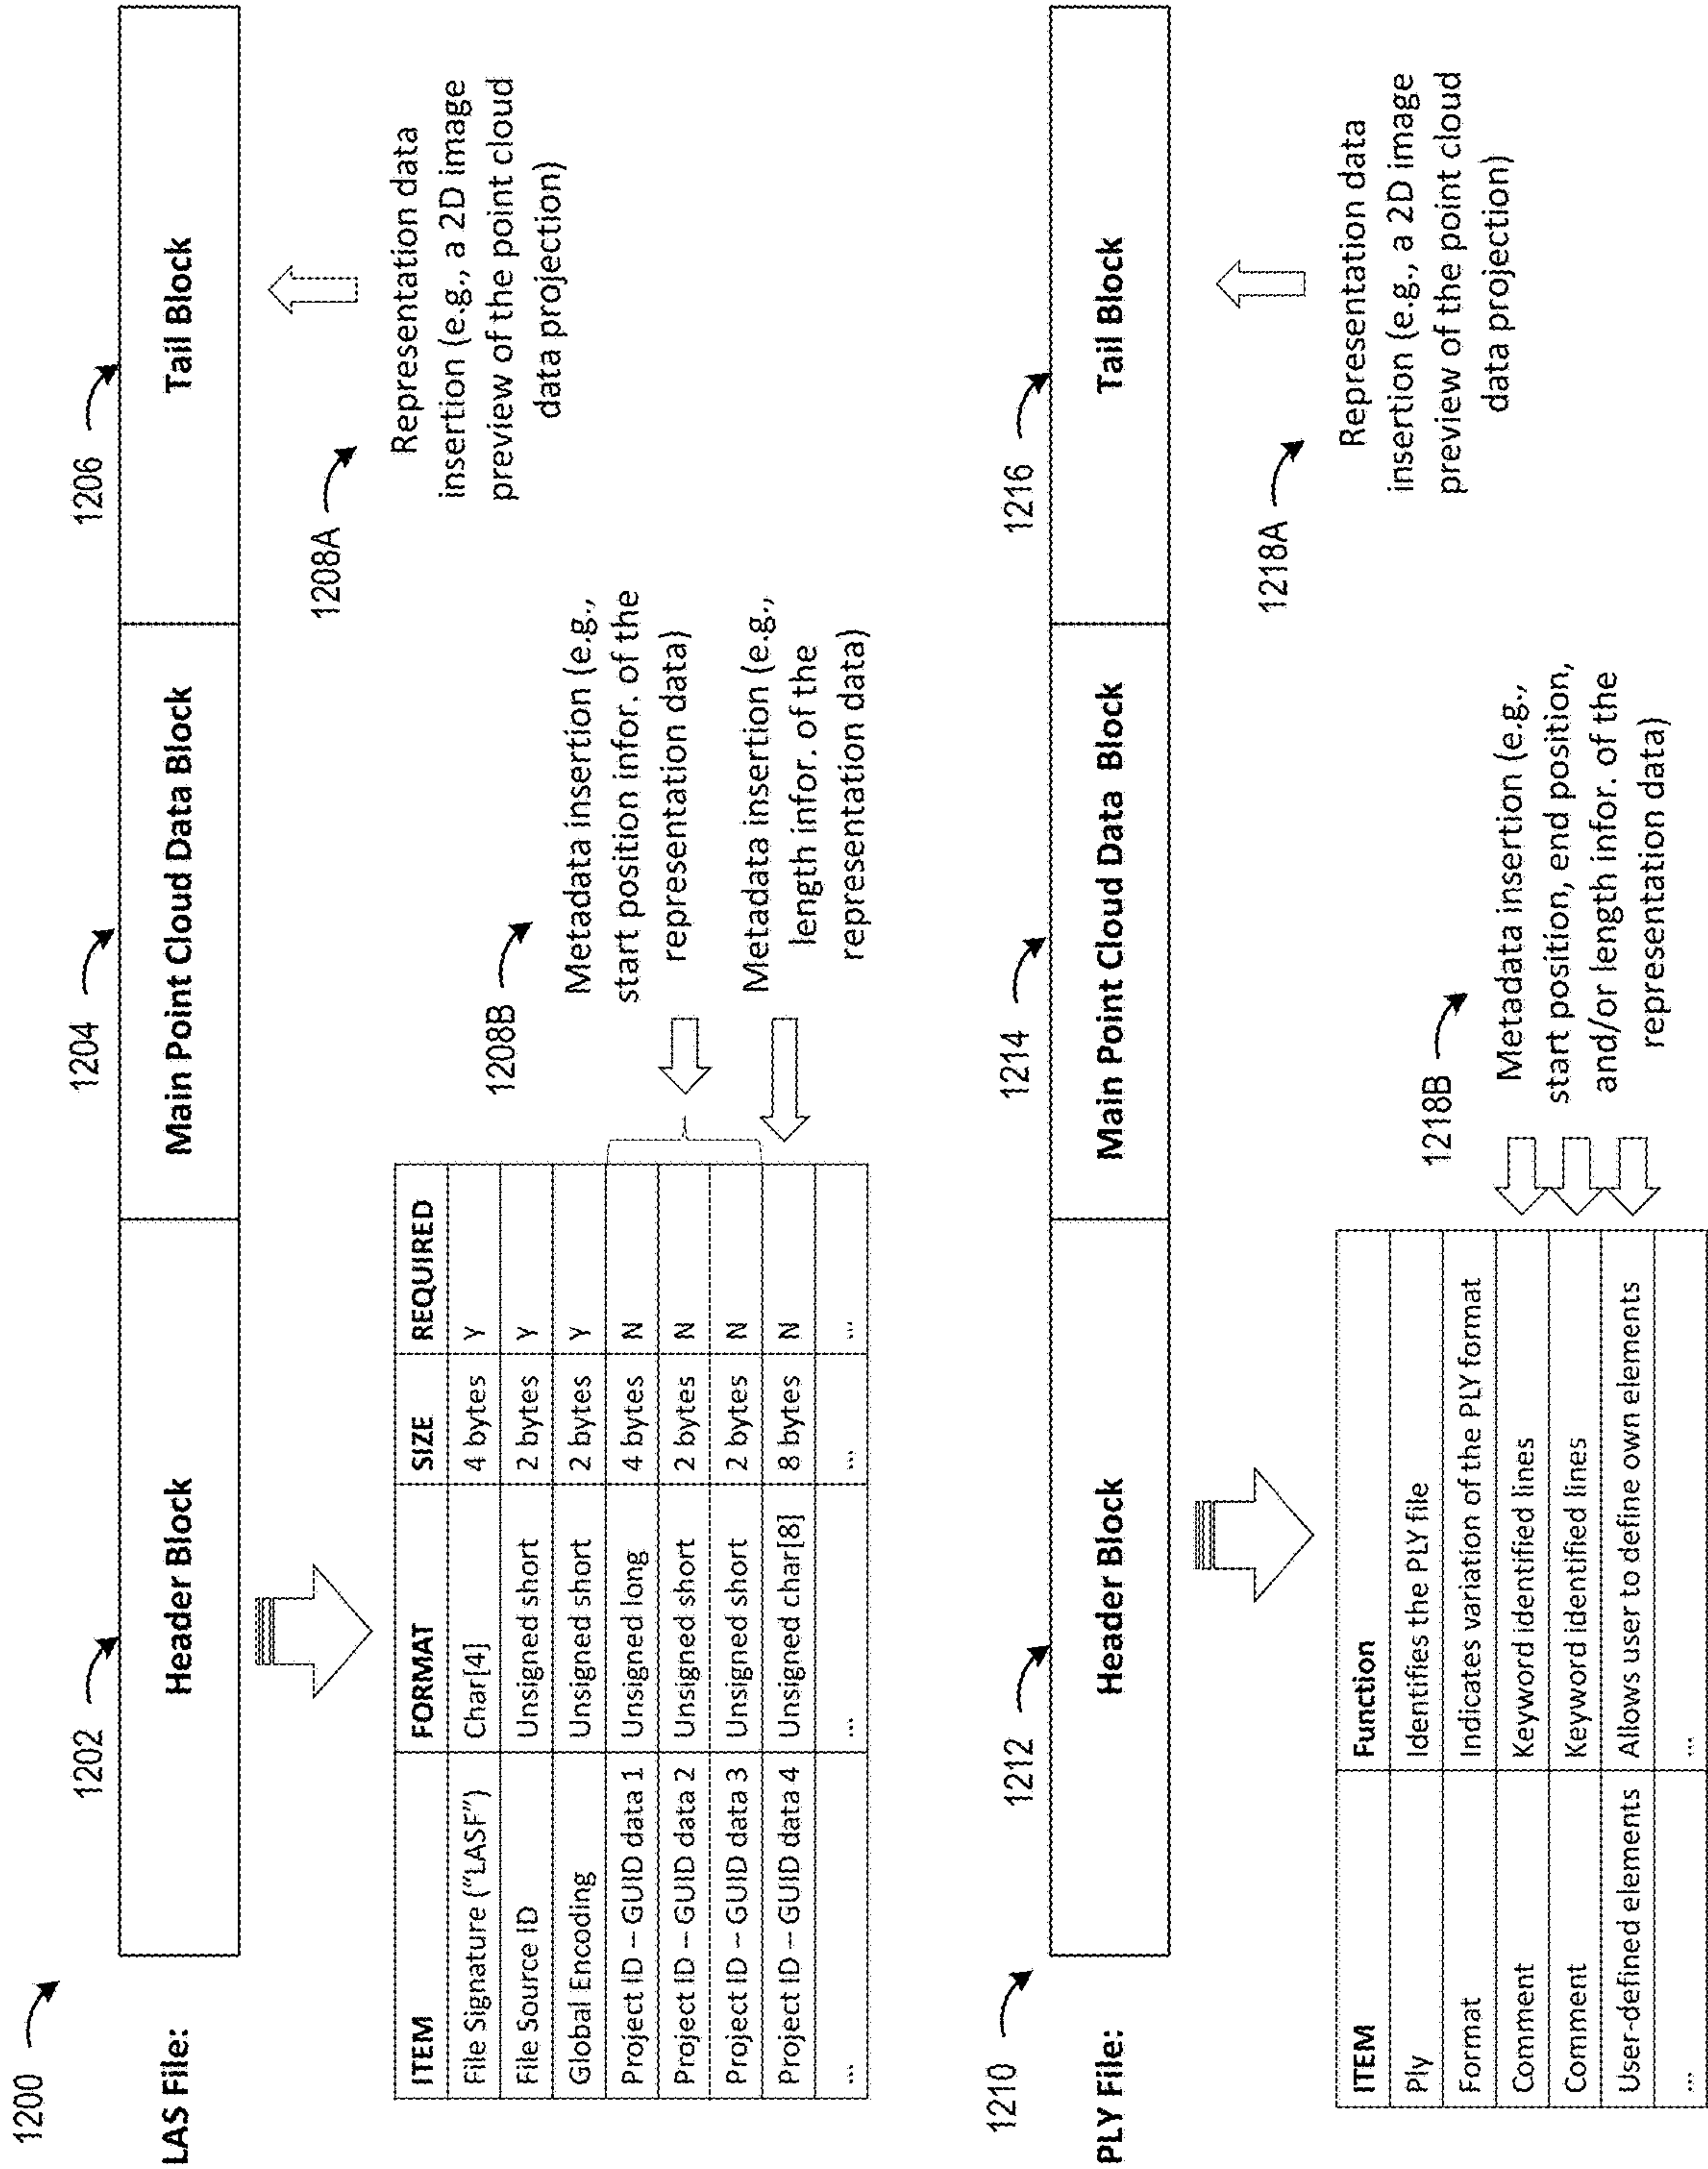 1200
LAS File:
1202
1204
1206
Header Block
Main Point Cloud Data Block
Tail Block
1208A
Representation data
insertion (e.g., a 2D image
preview of the point cloud
data projection)
1208B
Metadata insertion (e.g.,
start position infor. of the
representation data)
Metadata insertion (e.g.,
length infor. of the
representation data)
ITEM FORMAT SIZE REQUIRED
File Signature ("LASF") Char[4] 4 bytes Y
File Source ID Unsigned short 2 bytes Y
Global Encoding Unsigned short 2 bytes Y
Project ID – GUID data 1 Unsigned long 4 bytes N
Project ID – GUID data 2 Unsigned short 2 bytes N
Project ID – GUID data 3 Unsigned short 2 bytes N
Project ID – GUID data 4 Unsigned char[8] 8 bytes N
... ... ... ...
1210
PLY File:
1212
1214
1216
Header Block
Main Point Cloud Data Block
Tail Block
1218A
Representation data
insertion (e.g., a 2D image
preview of the point cloud
data projection)
1218B
Metadata insertion (e.g.,
start position, end position,
and/or length infor. of the
representation data)
ITEM Function
Ply Identifies the PLY file
Format Indicates variation of the PLY format
Comment Keyword identified lines
Comment Keyword identified lines
User-defined elements Allows user to define own elements
... ...